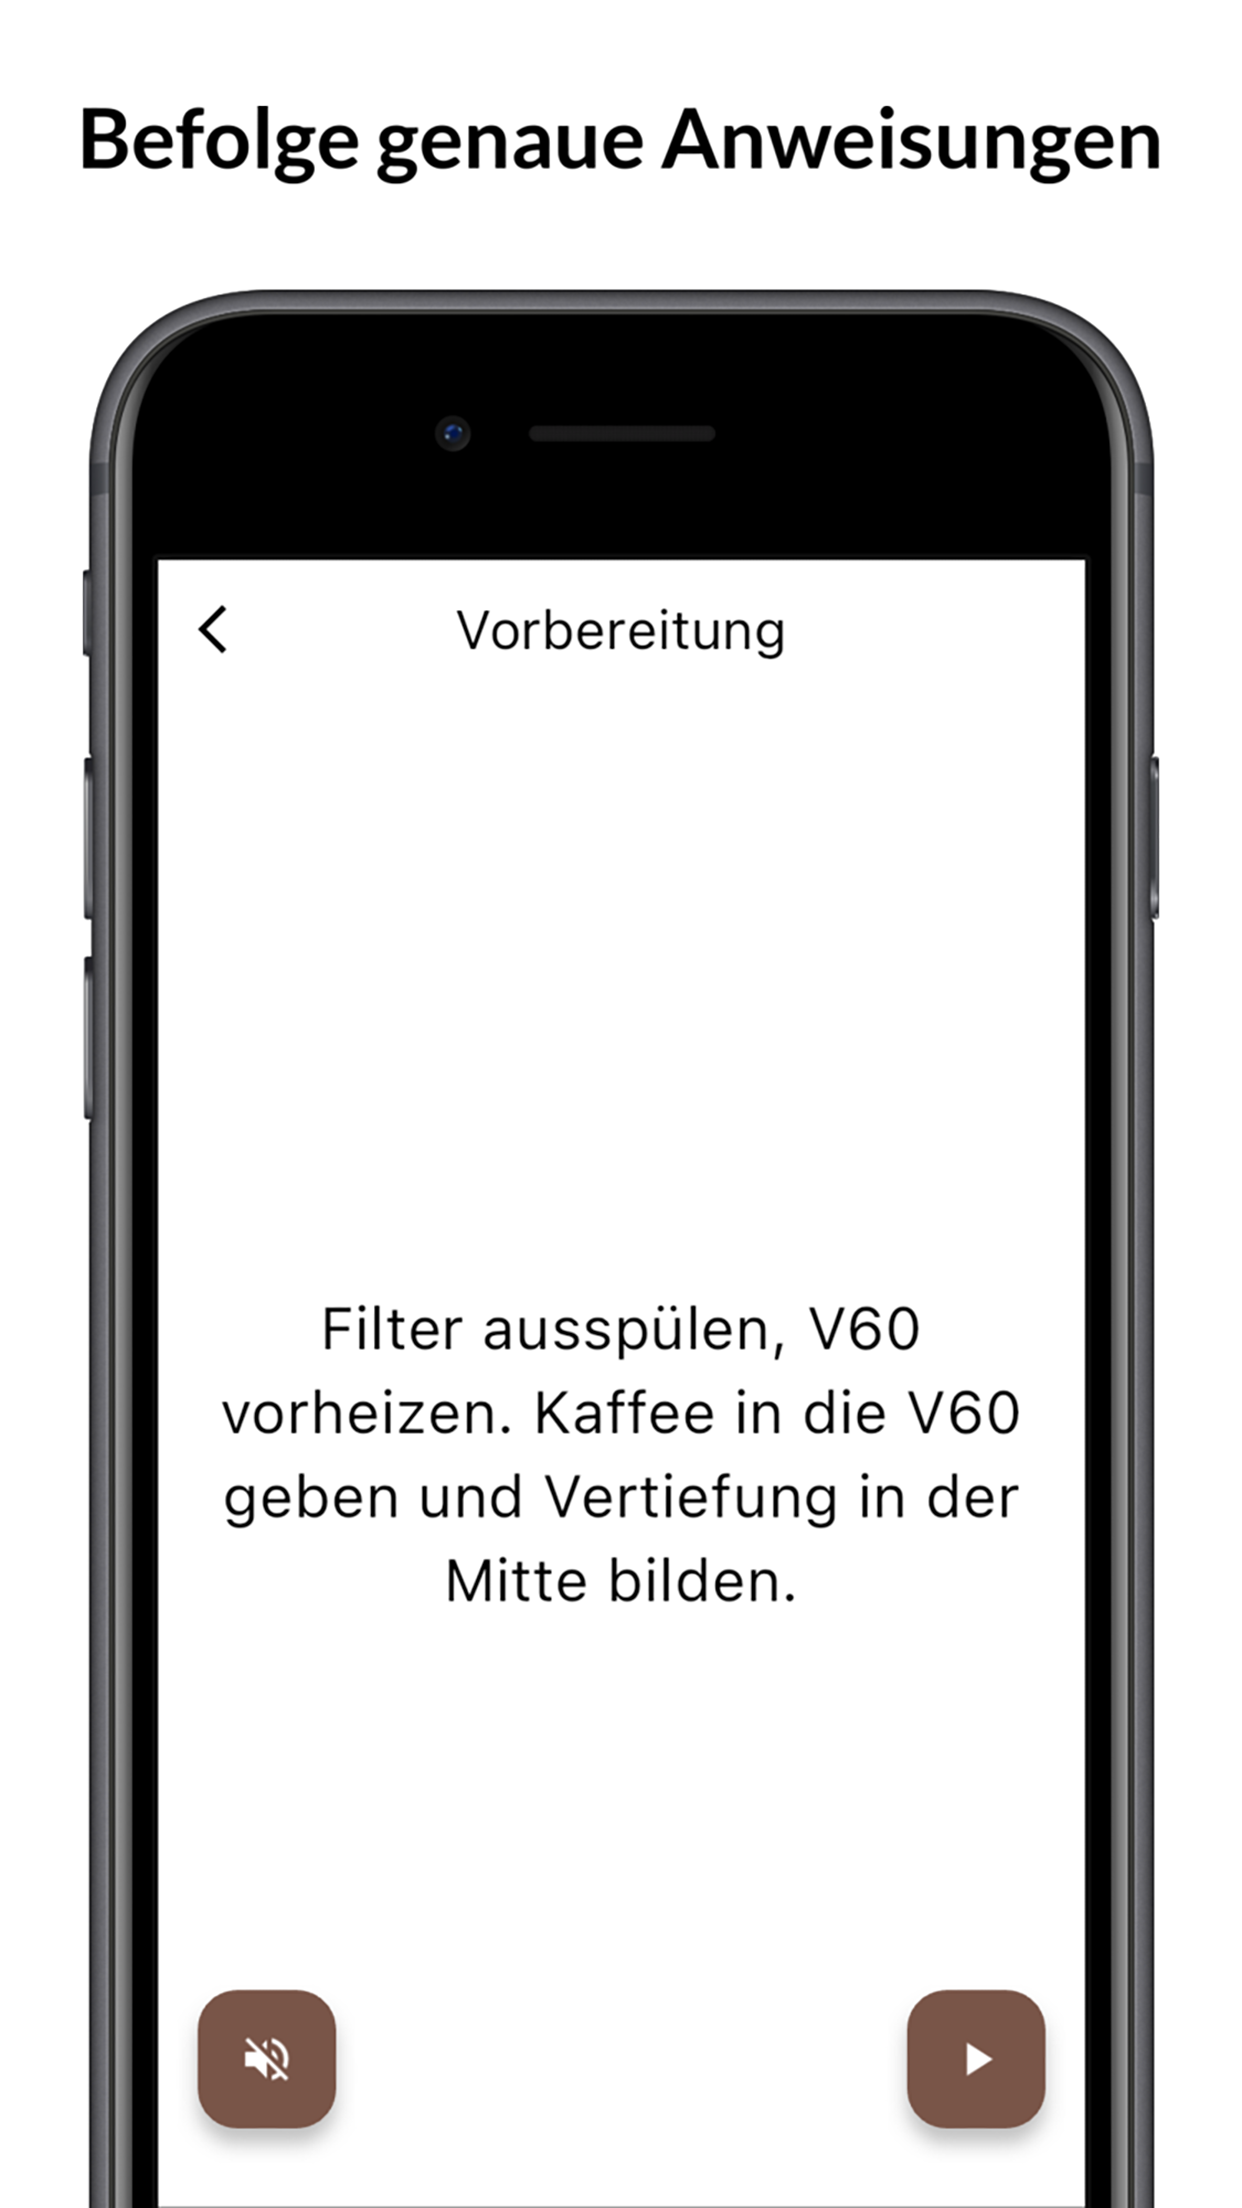 Befolge genaue Anweisungen
Vorbereitung
Filter ausspülen, V60
vorheizen. Kaffee in die V60
geben und Vertiefung in der
Mitte bilden.